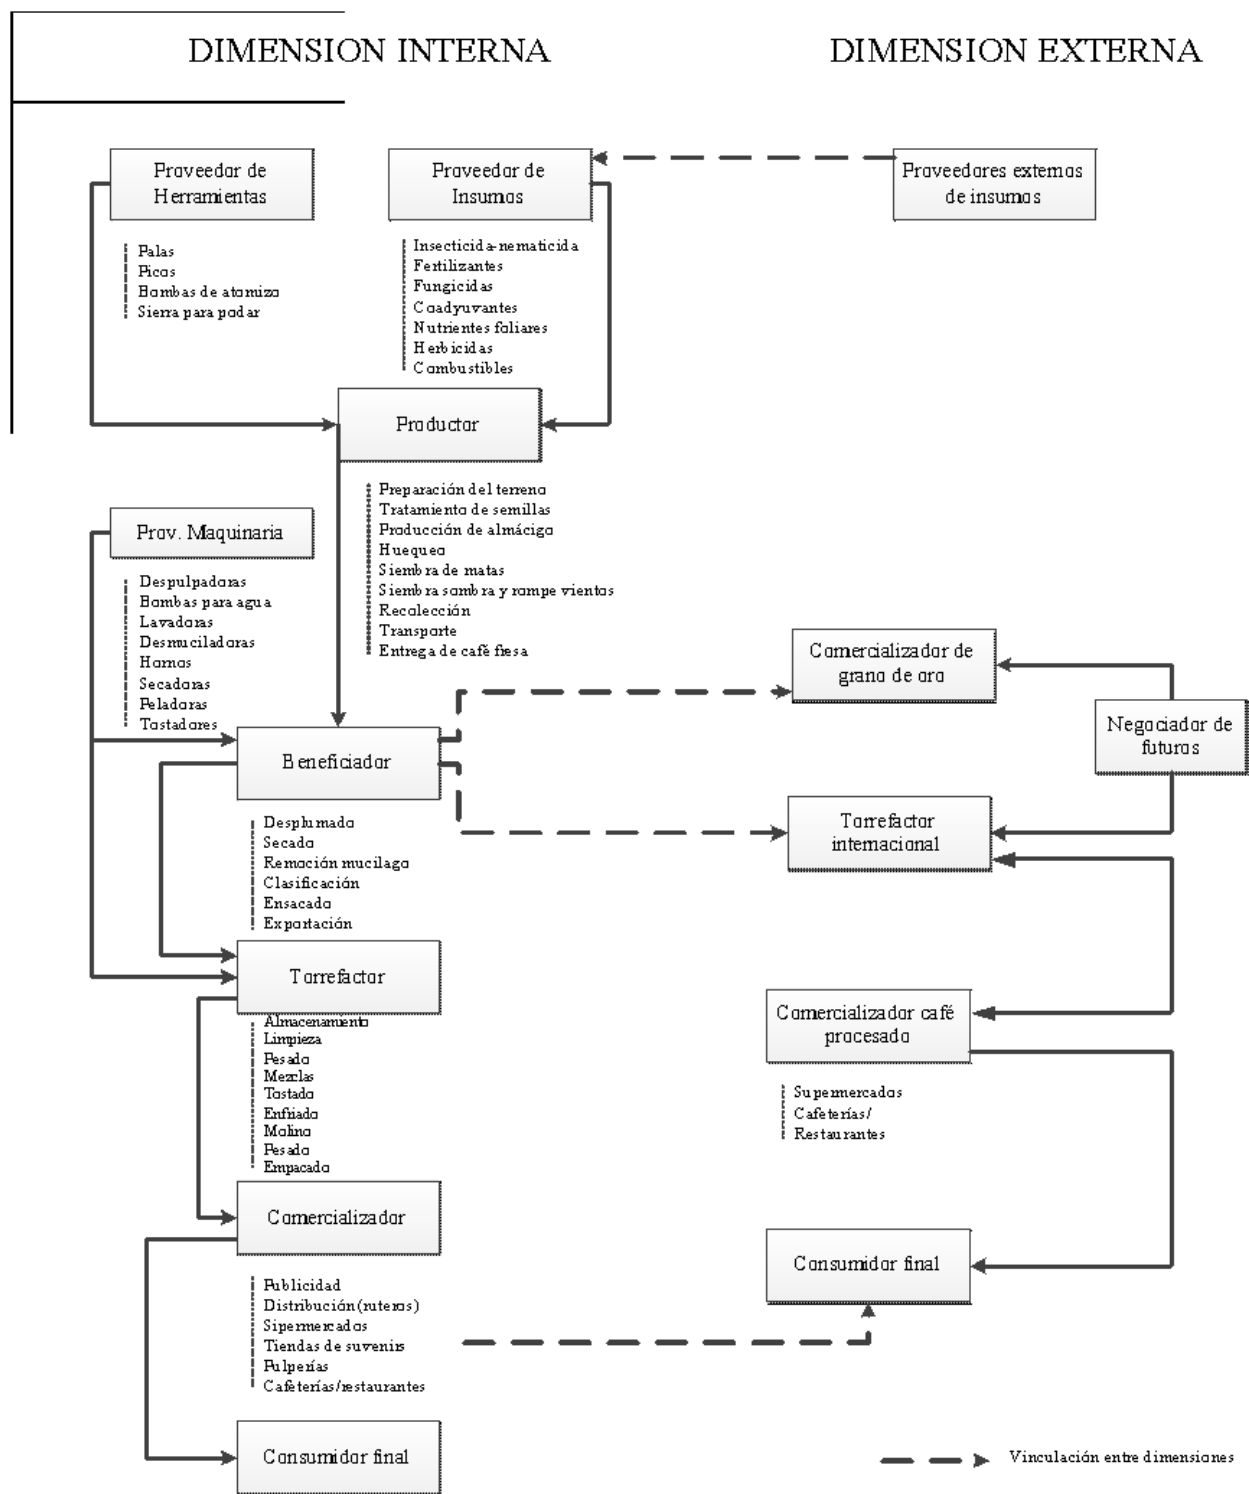 DIMENSION INTERNA
DIMENSION EXTERNA
Proveedor de
Herramientas
Proveedor de
Insumos
Proveedores externos
de insumos
Palas
Picos
Bombas de atomizo
Sierra para podar
Insecticida-nematicida
Fertilizantes
Fungicidas
Coadyuvantes
Nutrientes foliares
Herbicidas
Combustibles
Productor
Preparación del terreno
Tratamiento de semillas
Producción de almácigo
Huequeo
Siembra de matas
Siembra sombra y rompe vientos
Recolección
Transporte
Entrega de café fresa
Prov. Maquinaria
Despulpadoras
Bombas para agua
Lavadoras
Desmuciladoras
Hornos
Secadoras
Peladoras
Tostadores
Comercializador de
grano de oro
Negociador de
futuros
Beneficiador
Torrefactor
internacional
Desplumado
Secado
Remoción mucilago
Clasificación
Ensacado
Exportación
Torrefactor
Almacenamiento
Limpieza
Pesado
Mezclas
Tostado
Enfriado
Molino
Pesado
Empacado
Comercializador café
procesado
Supermercados
Cafeterías/
Restaurantes
Comercializador
Publicidad
Distribución (ruteros)
Sipermercados
Tiendas de suvenirs
Pulperías
Cafeterías/restaurantes
Consumidor final
Consumidor final
Vinculación entre dimensiones